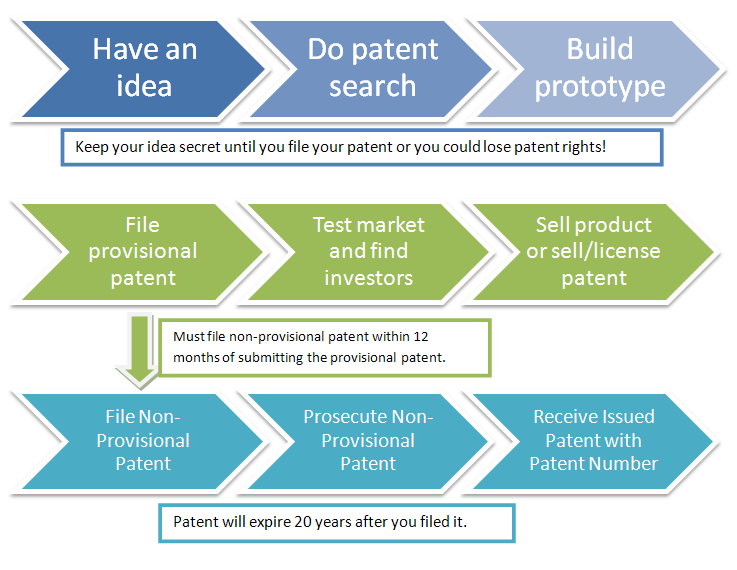 Have an
idea
Do patent
search
Build
prototype
Keep your idea secret until you file your patent or you could lose patent rights!
File
provisional
patent
Test market
and find
investors
Sell product
or sell/license
patent
Must file non-provisional patent within 12
months of submitting the provisional patent.
File Non-
Provisional
Patent
Prosecute Non-
Provisional
Patent
Receive Issued
Patent with
Patent Number
Patent will expire 20 years after you filed it.